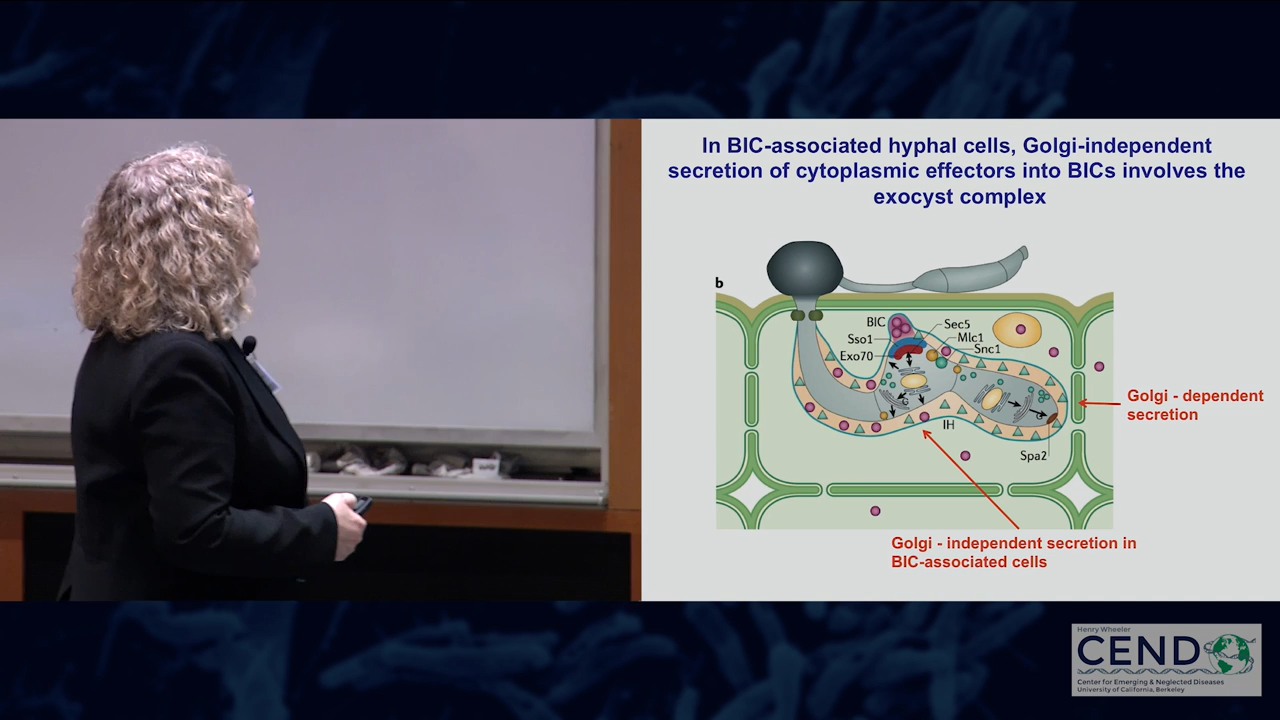 In BIC-associated hyphal cells, Golgi-independent
secretion of cytoplasmic effectors into BICs involves the
exocyst complex
b
BIC
Sec5
Sso1
Mlc1
Exo70
Snc1
IH
Spa2
Golgi - dependent
secretion
Golgi - independent secretion in
BIC-associated cells
Henry Wheeler
CEND
Center for Emerging & Neglected Diseases
University of California, Berkeley